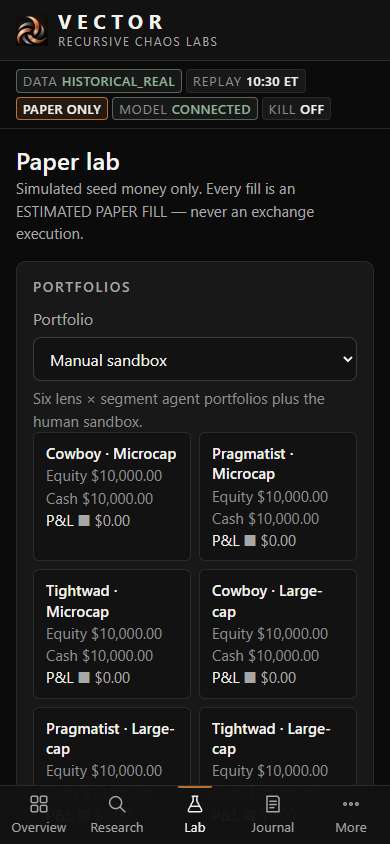 VECTOR
RECURSIVE CHAOS LABS
DATA HISTORICAL_REAL REPLAY 10:30 ET
PAPER ONLY MODEL CONNECTED KILL OFF
Paper lab
Simulated seed money only. Every fill is an
ESTIMATED PAPER FILL — never an exchange
execution.
PORTFOLIOS
Portfolio
Manual sandbox
Six lens × segment agent portfolios plus the
human sandbox.
Cowboy · Microcap
Equity $10,000.00
Cash $10,000.00
P&L ■ $0.00
Pragmatist ·
Microcap
Equity $10,000.00
Cash $10,000.00
P&L ■ $0.00
Tightwad ·
Microcap
Equity $10,000.00
Cash $10,000.00
P&L ■ $0.00
Cowboy · Large-
cap
Equity $10,000.00
Cash $10,000.00
P&L ■ $0.00
Pragmatist · Large-
cap
Equity $10,000.00
Tightwad · Large-
cap
Equity $10,000.00
Overview Research Lab Journal More